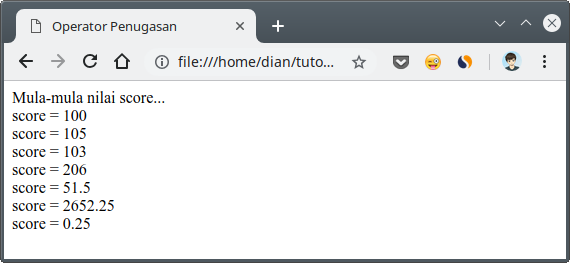 Operator Penugasan
file:///home/dian/tuto...
Mula-mula nilai score...
score = 100
score = 105
score = 103
score = 206
score = 51.5
score = 2652.25
score = 0.25